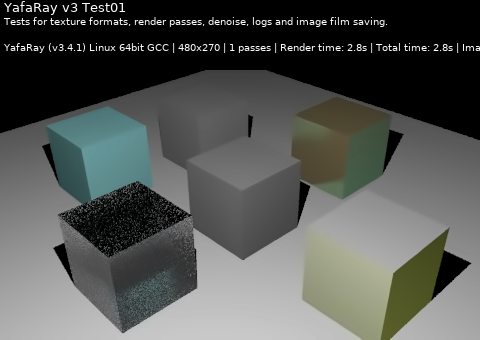 YafaRay v3 Test01
Tests for texture formats, render passes, denoise, logs and image film saving.
YafaRay (v3.4.1) Linux 64bit GCC | 480x270 | 1 passes | Render time: 2.8s | Total time: 2.8s | Ima